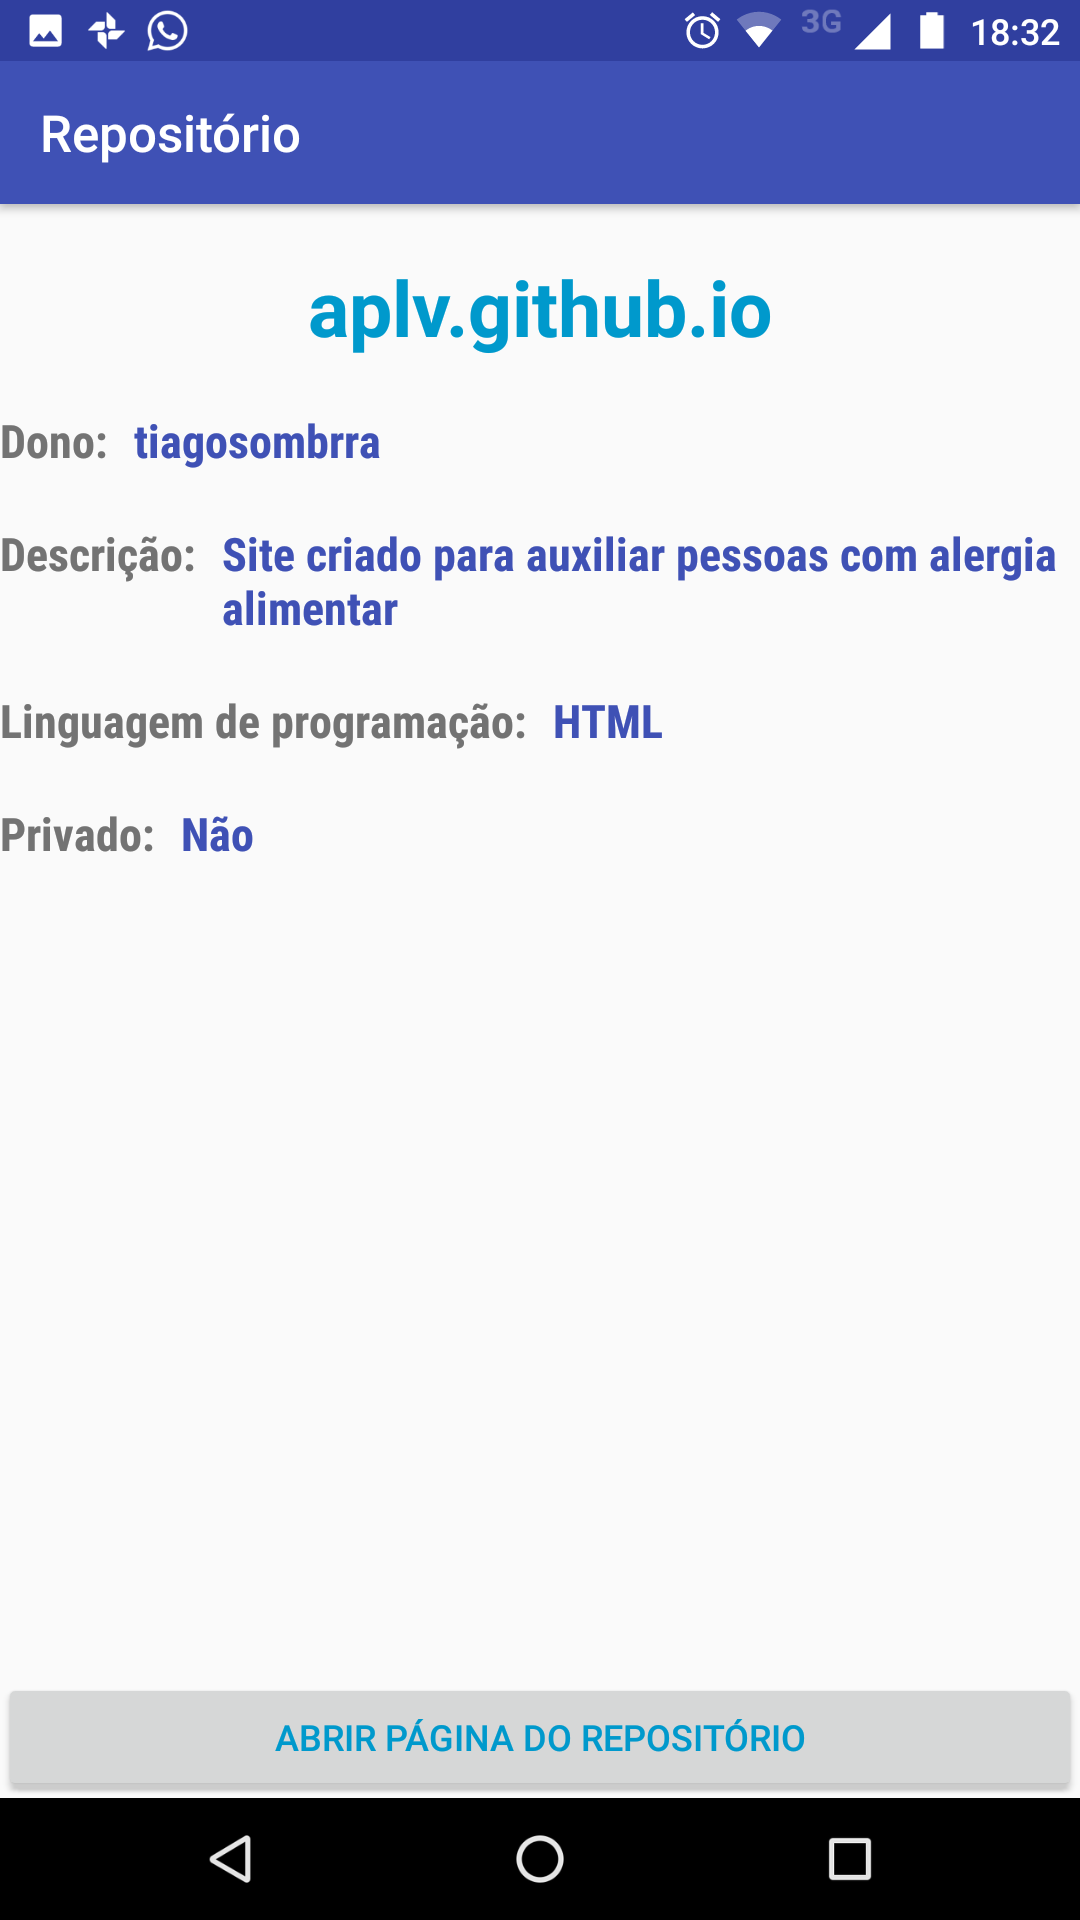 3G 18:32
Repositório
aplv.github.io
Dono: tiagosombrra
Descrição: Site criado para auxiliar pessoas com alergia
alimentar
Linguagem de programação: HTML
Privado: Não
ABRIR PÁGINA DO REPOSITÓRIO